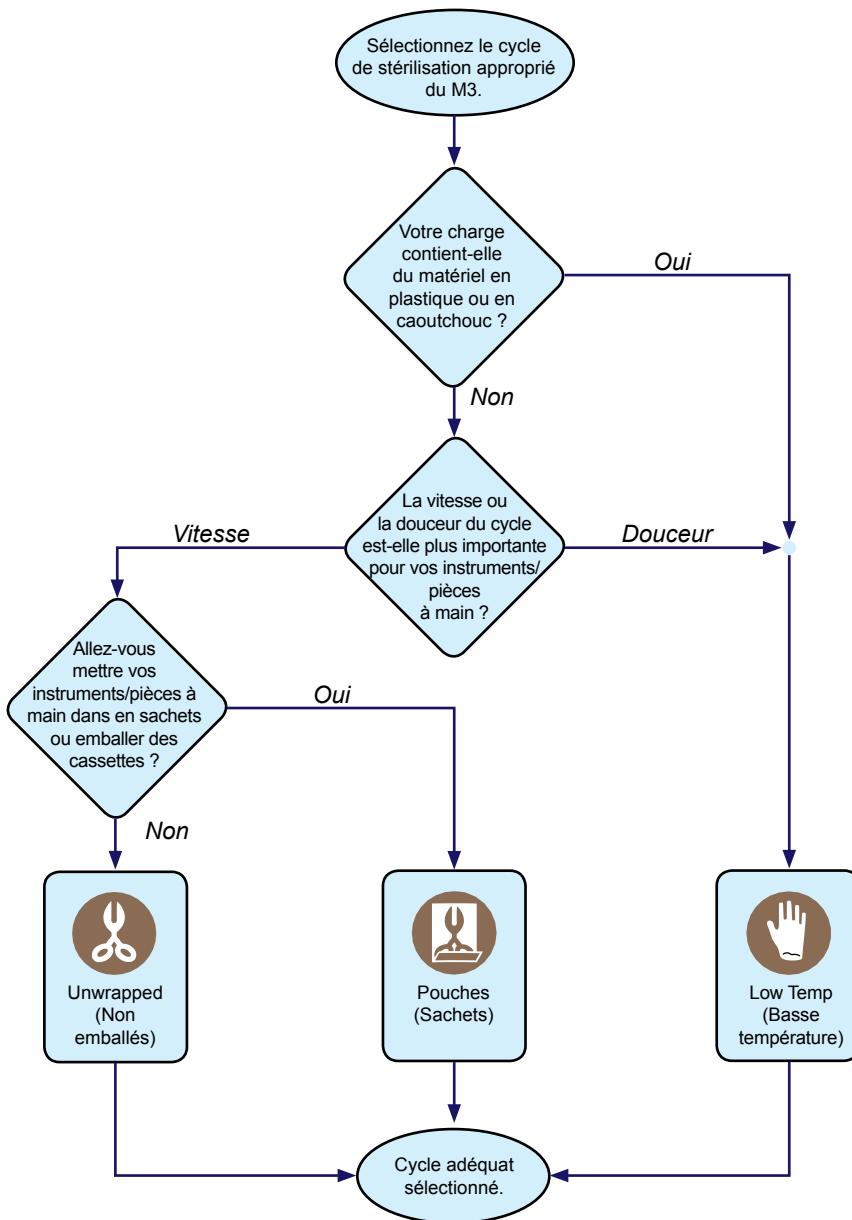 Sélectionnez le cycle
de stérilisation approprié
du M3.
Votre charge
contient-elle
du matériel en
plastique ou en
caoutchouc ?
Oui
Non
La vitesse ou
la douceur du cycle
est-elle plus importante
pour vos instruments/
pièces
à main ?
Vitesse
Douceur
Allez-vous
mettre vos
instruments/pièces à
main dans en sachets
ou emballer des
cassettes ?
Oui
Non
Unwrapped
(Non
emballés)
Pouches
(Sachets)
Low Temp
(Basse
température)
Cycle adéquat
sélectionné.